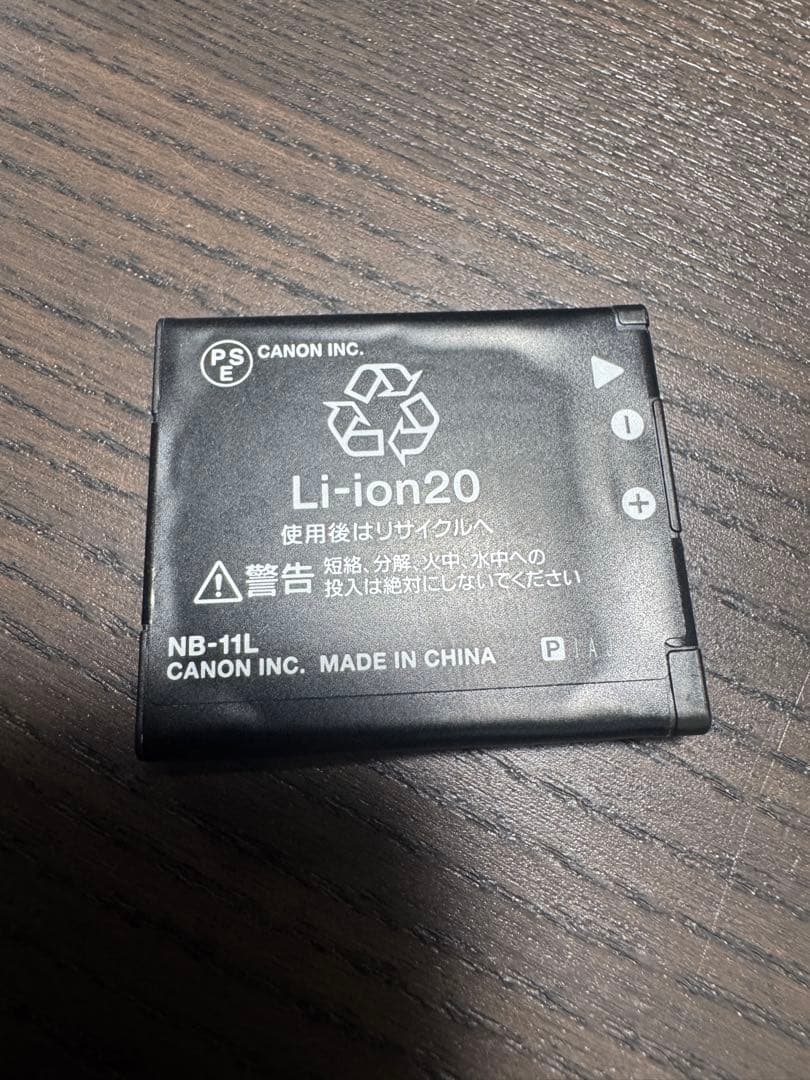 PSE CANON INC.
Li-ion20
使用後はリサイクルへ
警告 短絡、分解、火中、水中への
投入は絶対にしないでください
NB-11L
CANON INC. MADE IN CHINA P